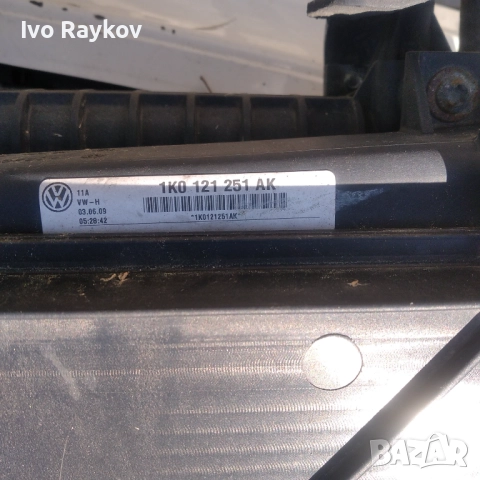 Ivo Raykov
1K0 121 251 AK
11A
VW-H
03.06.09
05:28:42
*1K0121251AK*
BAZAR